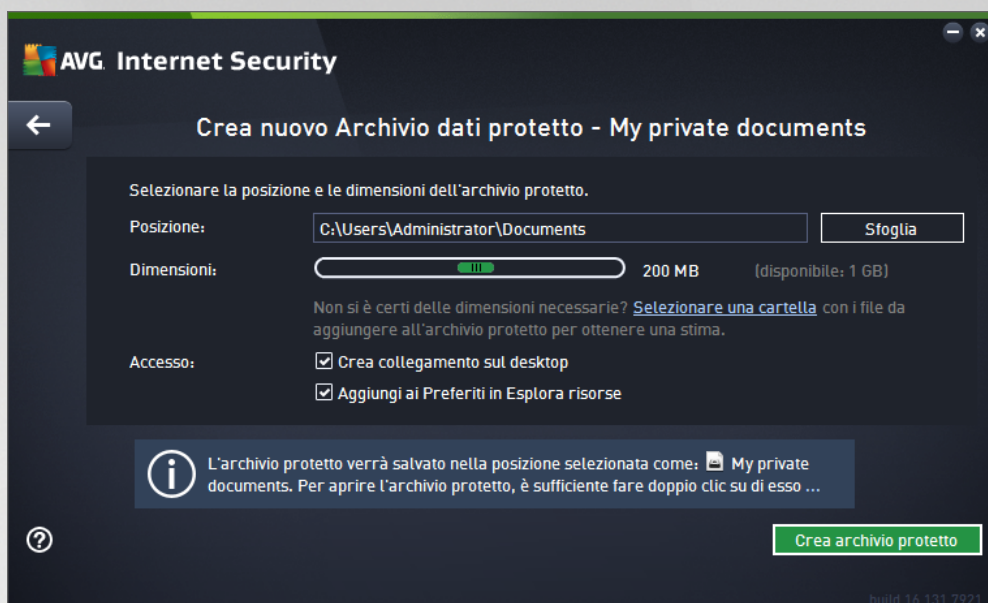 AVG Internet Security
Crea nuovo Archivio dati protetto - My private documents
Selezionare la posizione e le dimensioni dell'archivio protetto.
Posizione:
C:\Users\Administrator\Documents
Sfoglia
Dimensioni:
200 MB
(disponibile: 1 GB)
Non si è certi delle dimensioni necessarie? Selezionare una cartella con i file da
aggiungere all'archivio protetto per ottenere una stima.
Accesso:
Crea collegamento sul desktop
Aggiungi ai Preferiti in Esplora risorse
L'archivio protetto verrà salvato nella posizione selezionata come: My private
documents. Per aprire l'archivio protetto, è sufficiente fare doppio clic su di esso ...
Crea archivio protetto
build 16.131.7921